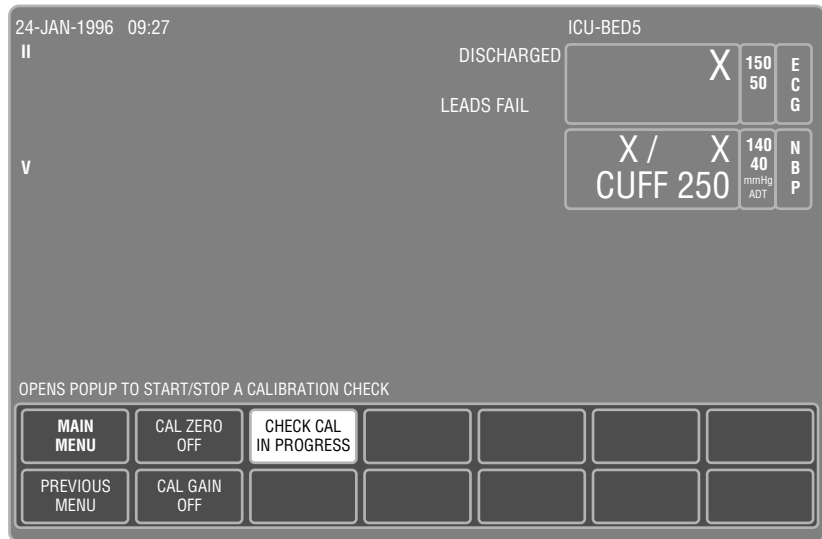 24-JAN-1996 09:27
ICU-BED5
II
DISCHARGED
X
150
50
E
C
G
LEADS FAIL
V
X / X
CUFF 250
140
40
mmHg
ADT
N
B
P
OPENS POPUP TO START/STOP A CALIBRATION CHECK
MAIN
MENU
CAL ZERO
OFF
CHECK CAL
IN PROGRESS
PREVIOUS
MENU
CAL GAIN
OFF